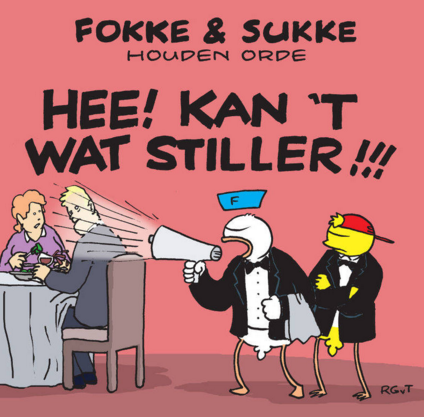 FOKKE & SUKKE
HOUDEN ORDE
HEE! KAN 'T
WAT STILLER!!!
F
RGvT